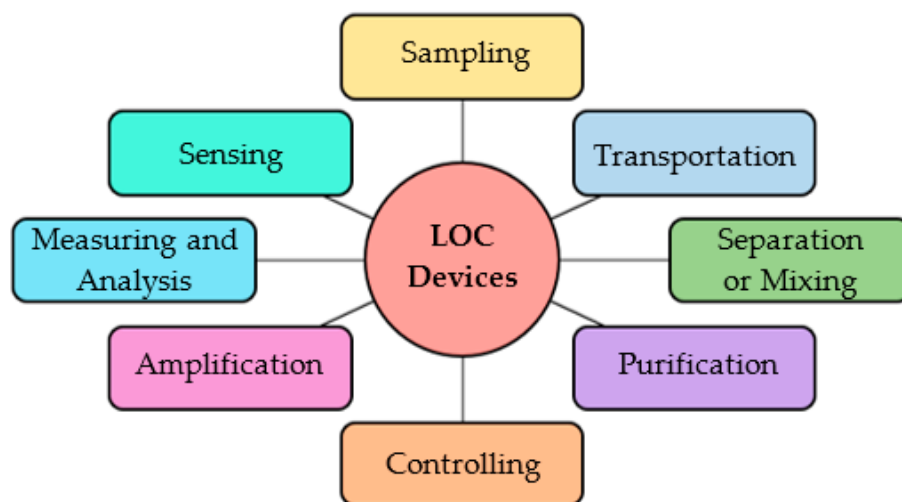 Sampling
Sensing
Transportation
LOC
Devices
Measuring and
Analysis
Separation
or Mixing
Amplification
Purification
Controlling